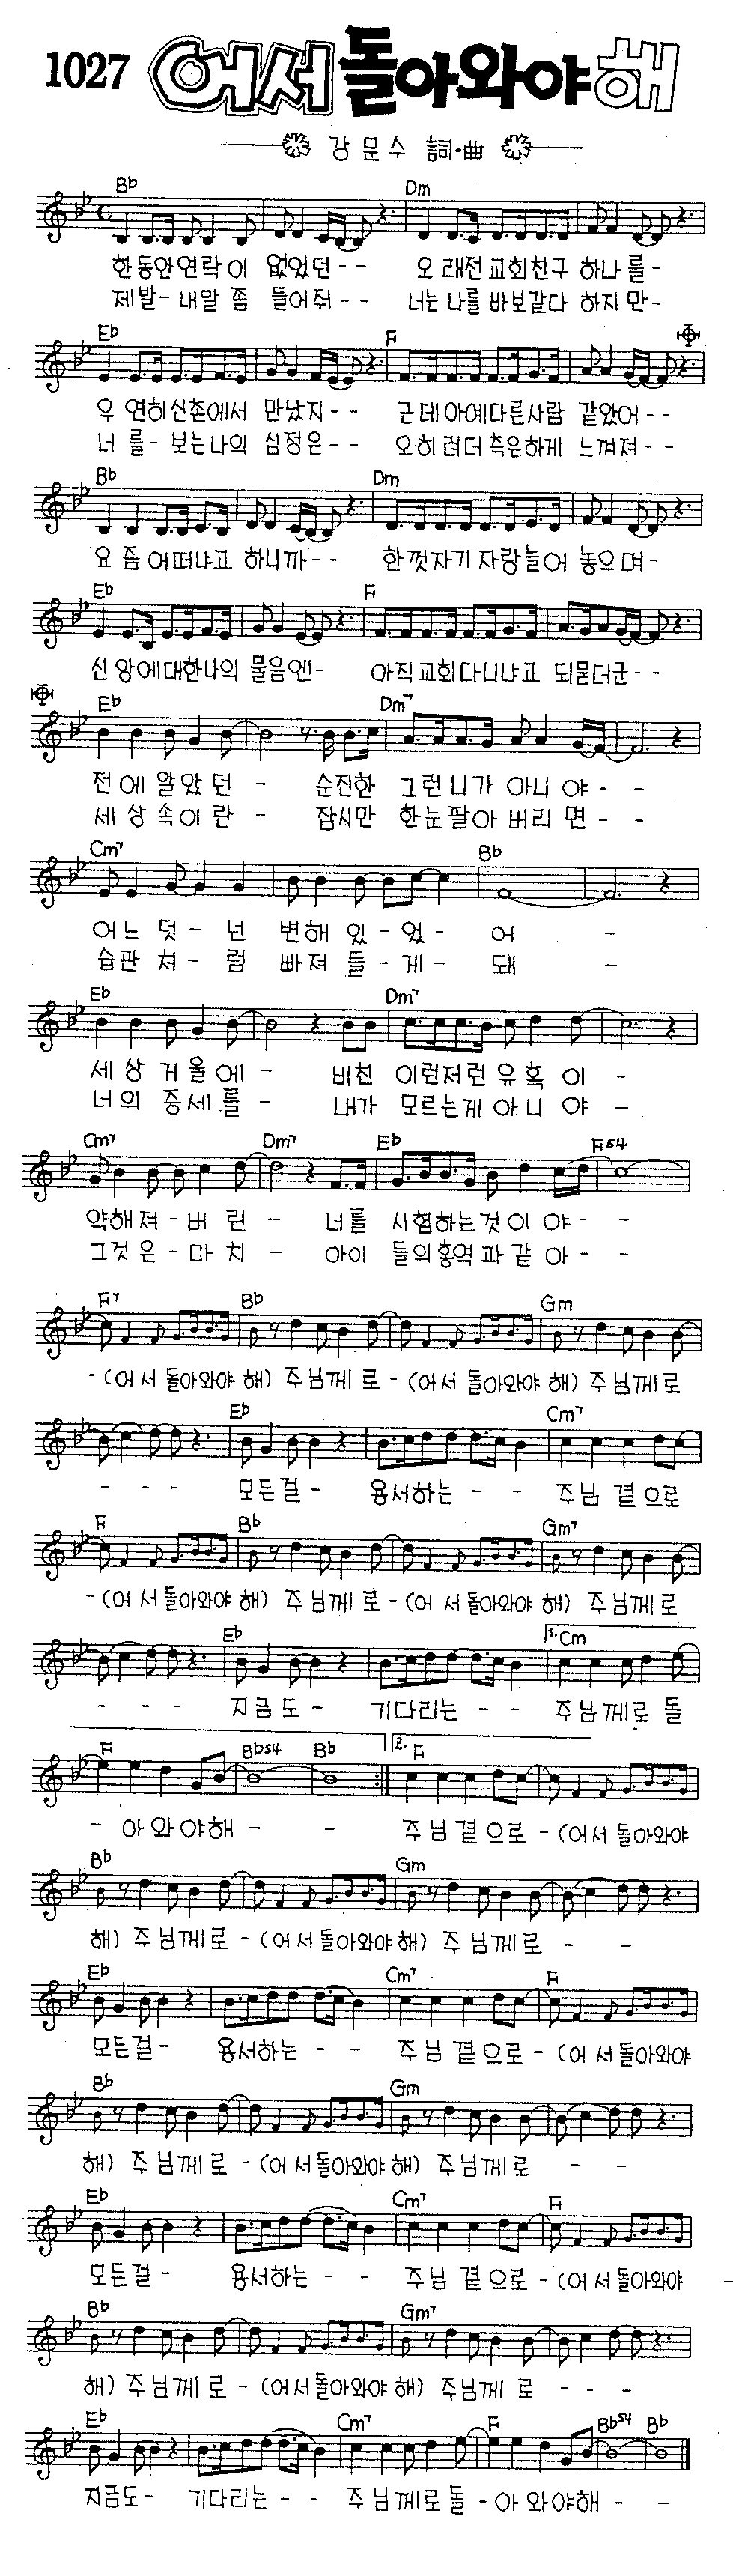 1027 어서돌아와야해
강문수 詞·曲
Bb Dm
한동안연락이 없었던-- 오래전교회친구 하나를-
제발-내말좀 들어줘-- 너는나를바보같다 하지만-
Eb F
우연히신촌에서 만났지-- 근데아예다른사람 같았어--
너를-보는나의 심정은-- 오히려더측은하게 느껴져--
Bb Dm
요즘어떠냐고 하니까-- 한껏자기자랑늘어 놓으며-
Eb F
신앙에대한나의 물음엔- 아직교회다니냐고 되묻더군--
Eb Dm7
전에알았던- 순진한 그런니가 아니야--
세상속이란- 잠시만 한눈팔아버리면--
Cm7 Bb
어느덧-넌 변해있-었- 어 -
습관처-럼 빠져들-게- 돼 -
Eb Dm7
세상거울에- 비친 이런저런유혹이 -
너의중세를- 내가 모르는게아니야 -
Cm7 Dm7 Eb Fs4
약해져-버린 - 너를 시험하는것이야- -
그것은-마치 - 아이 들의홍역과같아- -
F7 Bb Gm
-(어서돌아와야해) 주님께로-(어서돌아와야해) 주님께로
Eb Cm7
- - - 모든걸- 용서하는- - 주님곁으로
F Bb Gm7
-(어서돌아와야해) 주님께로-(어서돌아와야해) 주님께로
Eb 1.Cm
- - - 지금도- 기다리는- - 주님께로돌
F Bbs4 Bb 2. F
-아와야해- - 주님곁으로-(어서돌아와야
Bb Gm
해) 주님께로-(어서돌아와야해) 주님께로 - -
Eb Cm7 F
모든걸- 용서하는- - 주님곁으로-(어서돌아와야
Bb Gm
해) 주님께로-(어서돌아와야해) 주님께로 - -
Eb Cm7 F
모든걸- 용서하는- - 주님곁으로-(어서돌아와야
Bb Gm7
해) 주님께로-(어서돌아와야해) 주님께로 - - -
Eb Cm7 F Bbs4 Bb
지금도- 기다리는- - 주님께로돌-아와야해- -